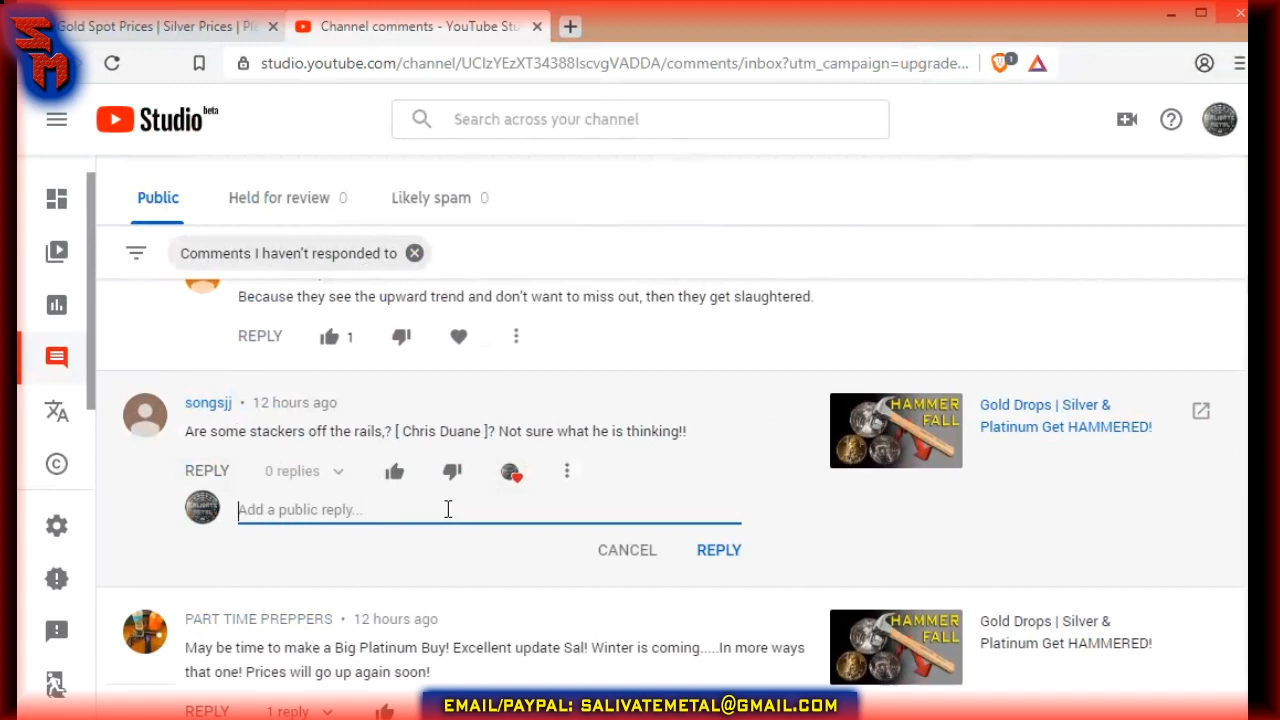 SM
Gold Spot Prices | Silver Prices | Pl
Channel comments - YouTube Stu
studio.youtube.com/channel/UCIzYEzXT34388IscvgVADDA/comments/inbox?utm_campaign=upgrade...
1
Studio beta
Search across your channel
Public
Held for review 0
Likely spam 0
Comments I haven't responded to
Because they see the upward trend and don't want to miss out, then they get slaughtered.
REPLY 1
songsjj • 12 hours ago
Are some stackers off the rails,? [ Chris Duane ]? Not sure what he is thinking!!
HAMMER
FALL
Gold Drops | Silver &
Platinum Get HAMMERED!
REPLY 0 replies
Add a public reply...
CANCEL REPLY
PART TIME PREPPERS • 12 hours ago
May be time to make a Big Platinum Buy! Excellent update Sal! Winter is coming.....In more ways
that one! Prices will go up again soon!
HAMMER
FALL
Gold Drops | Silver &
Platinum Get HAMMERED!
REPLY 1 reply
EMAIL/PAYPAL: SALIVATEMETAL@GMAIL.COM